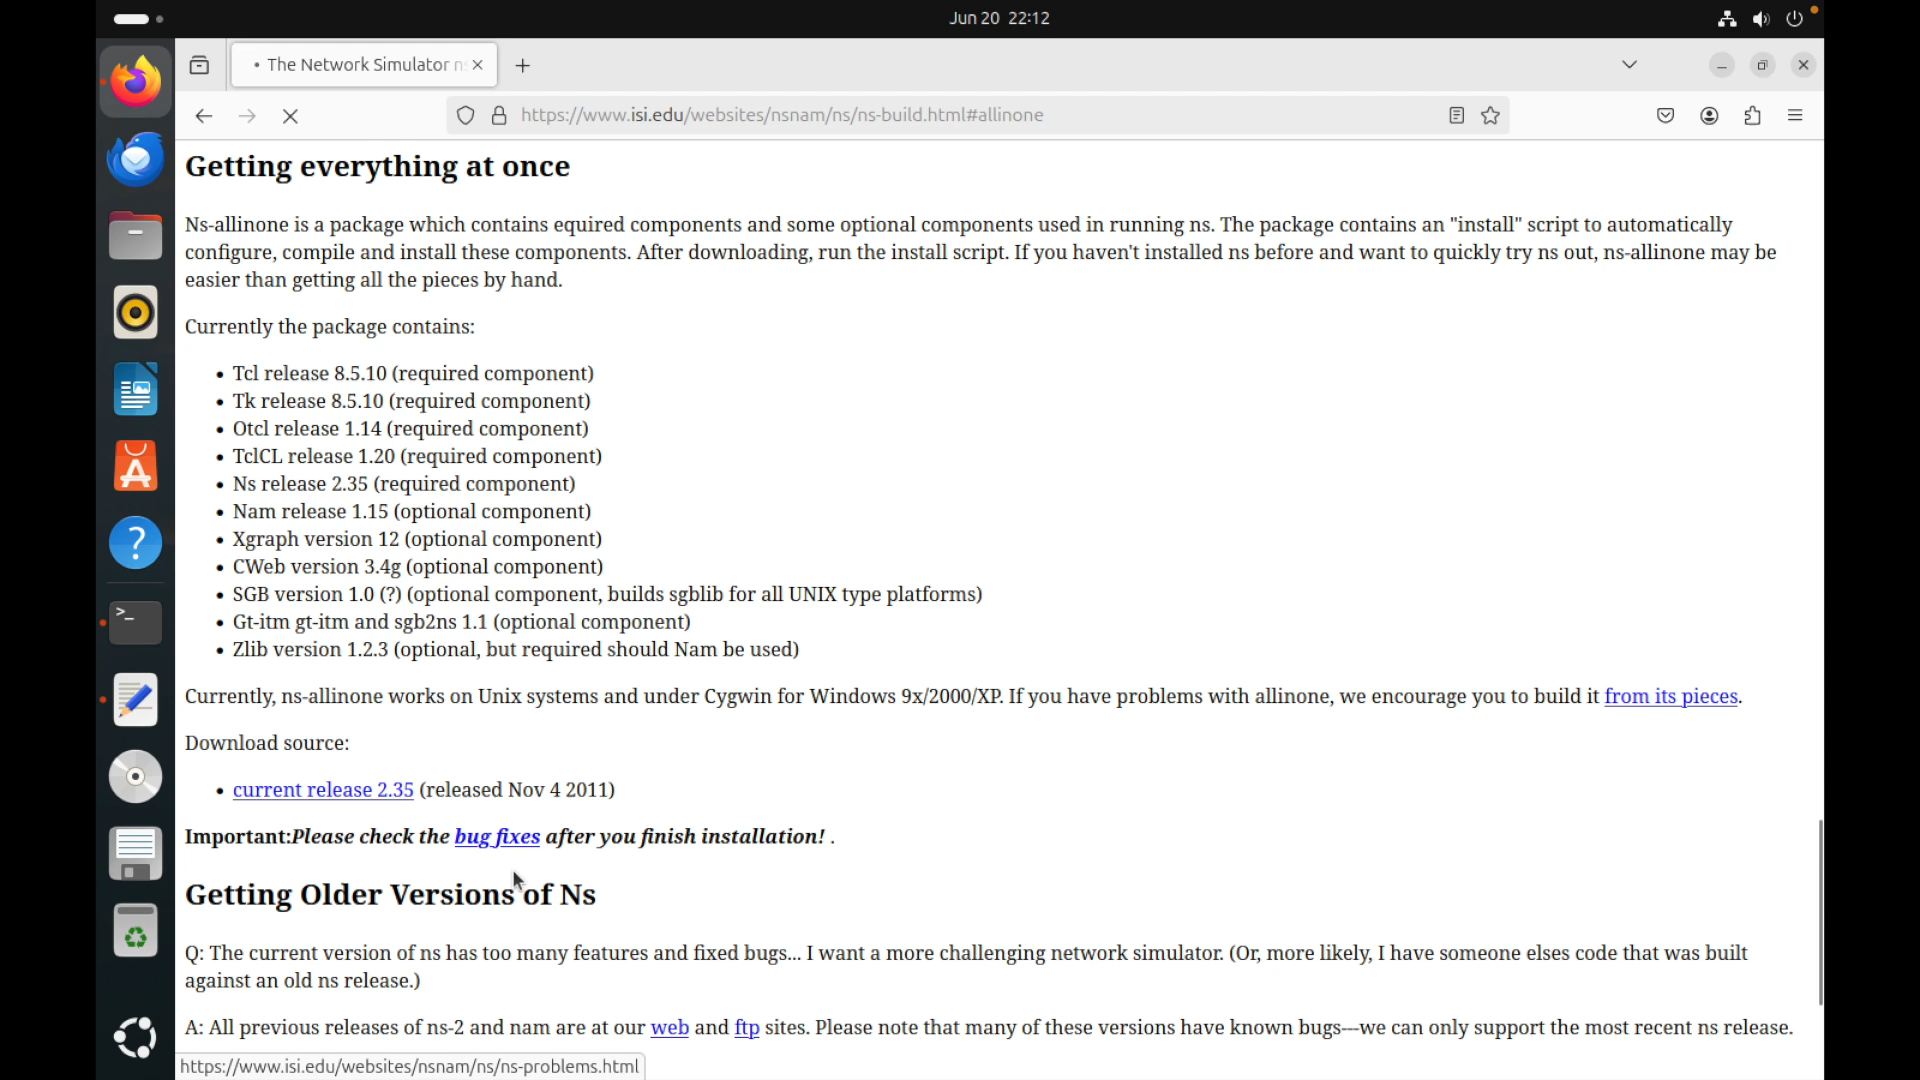 Jun 20 22:12
• The Network Simulator n
https://www.isi.edu/websites/nsnam/ns/ns-build.html#allinone
Getting everything at once
Ns-allinone is a package which contains equired components and some optional components used in running ns. The package contains an "install" script to automatically
configure, compile and install these components. After downloading, run the install script. If you haven't installed ns before and want to quickly try ns out, ns-allinone may be
easier than getting all the pieces by hand.
Currently the package contains:
• Tcl release 8.5.10 (required component)
• Tk release 8.5.10 (required component)
• Otcl release 1.14 (required component)
• TclCL release 1.20 (required component)
• Ns release 2.35 (required component)
• Nam release 1.15 (optional component)
• Xgraph version 12 (optional component)
• CWeb version 3.4g (optional component)
• SGB version 1.0 (?) (optional component, builds sgblib for all UNIX type platforms)
• Gt-itm gt-itm and sgb2ns 1.1 (optional component)
• Zlib version 1.2.3 (optional, but required should Nam be used)
Currently, ns-allinone works on Unix systems and under Cygwin for Windows 9x/2000/XP. If you have problems with allinone, we encourage you to build it from its pieces.
Download source:
• current release 2.35 (released Nov 4 2011)
Important:Please check the bug fixes after you finish installation! .
Getting Older Versions of Ns
Q: The current version of ns has too many features and fixed bugs... I want a more challenging network simulator. (Or, more likely, I have someone elses code that was built
against an old ns release.)
A: All previous releases of ns-2 and nam are at our web and ftp sites. Please note that many of these versions have known bugs---we can only support the most recent ns release.
https://www.isi.edu/websites/nsnam/ns/ns-problems.html